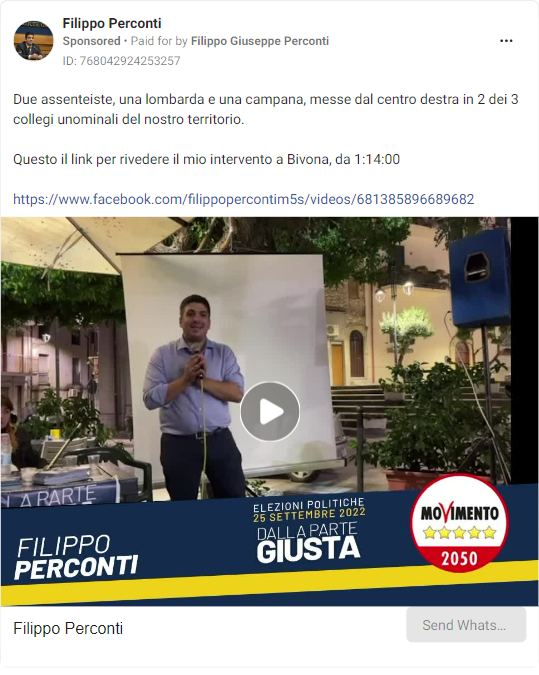 Filippo Perconti
Sponsored • Paid for by Filippo Giuseppe Perconti
ID: 768042924253257
Due assenteiste, una lombarda e una campana, messe dal centro destra in 2 dei 3
collegi unominali del nostro territorio.
Questo il link per rivedere il mio intervento a Bivona, da 1:14:00
https://www.facebook.com/filippopercontim5s/videos/681385896689682
LA PARTE
FILIPPO
PERCONTI
ELEZIONI POLITICHE
25 SETTEMBRE 2022
DALLA PARTE
GIUSTA
MOVIMENTO
2050
Filippo Perconti
Send Whats...